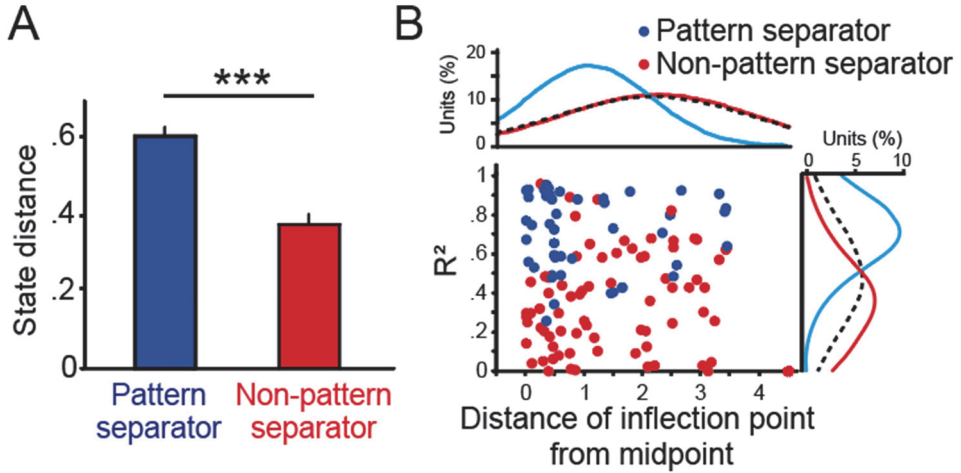 A
B
Pattern separator
Non-pattern separator
***
State distance
.6
.4
.2
0
Pattern separator
Non-pattern separator
Units (%)
20
10
0
Units (%)
0 5 10
R²
1
.8
.6
.4
.2
0
0 1 2 3 4
Distance of inflection point
from midpoint